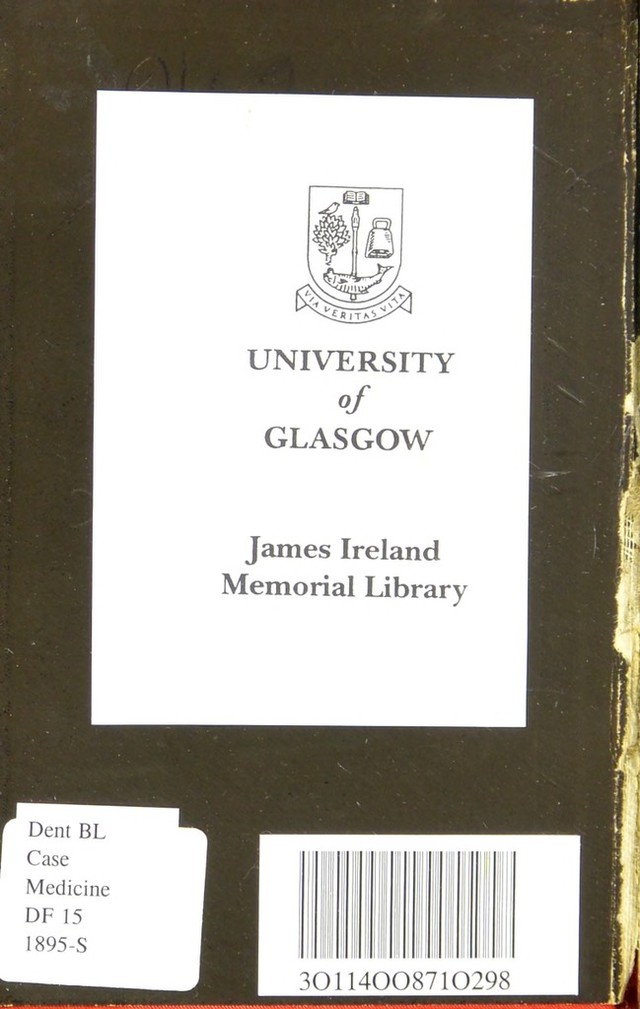 VIA VERITAS VITA
UNIVERSITY
of
GLASGOW
James Ireland
Memorial Library
Dent BL
Case
Medicine
DF 15
1895-S
30114008710298